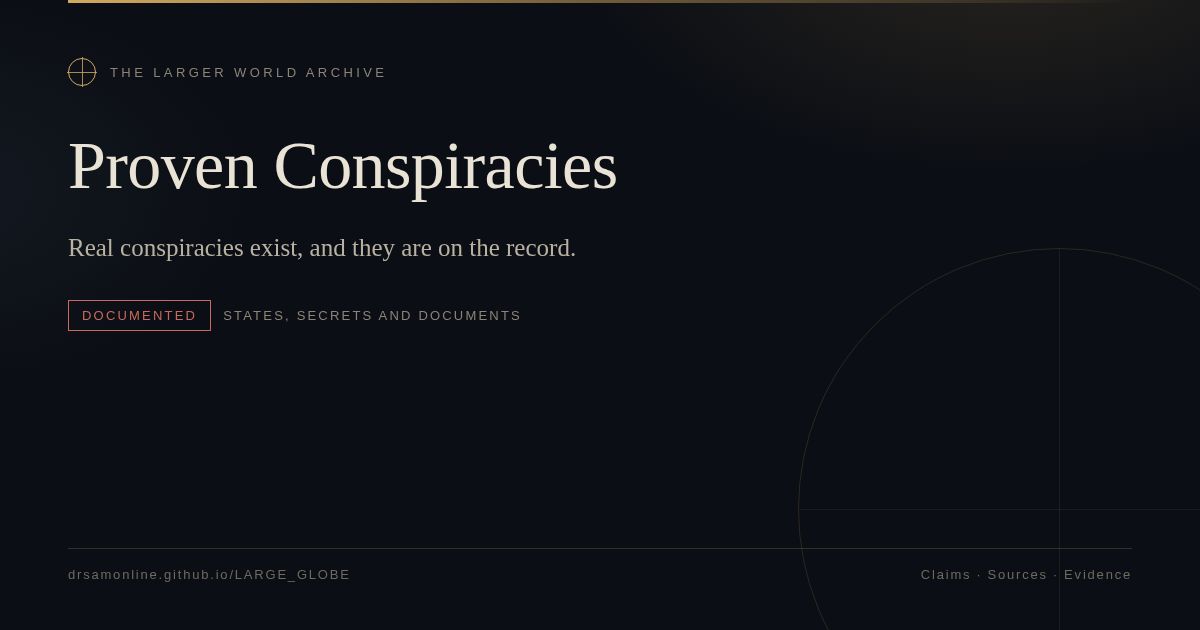 THE LARGER WORLD ARCHIVE
Proven Conspiracies
Real conspiracies exist, and they are on the record.
DOCUMENTED STATES, SECRETS AND DOCUMENTS
drsamonline.github.io/LARGE_GLOBE
Claims · Sources · Evidence